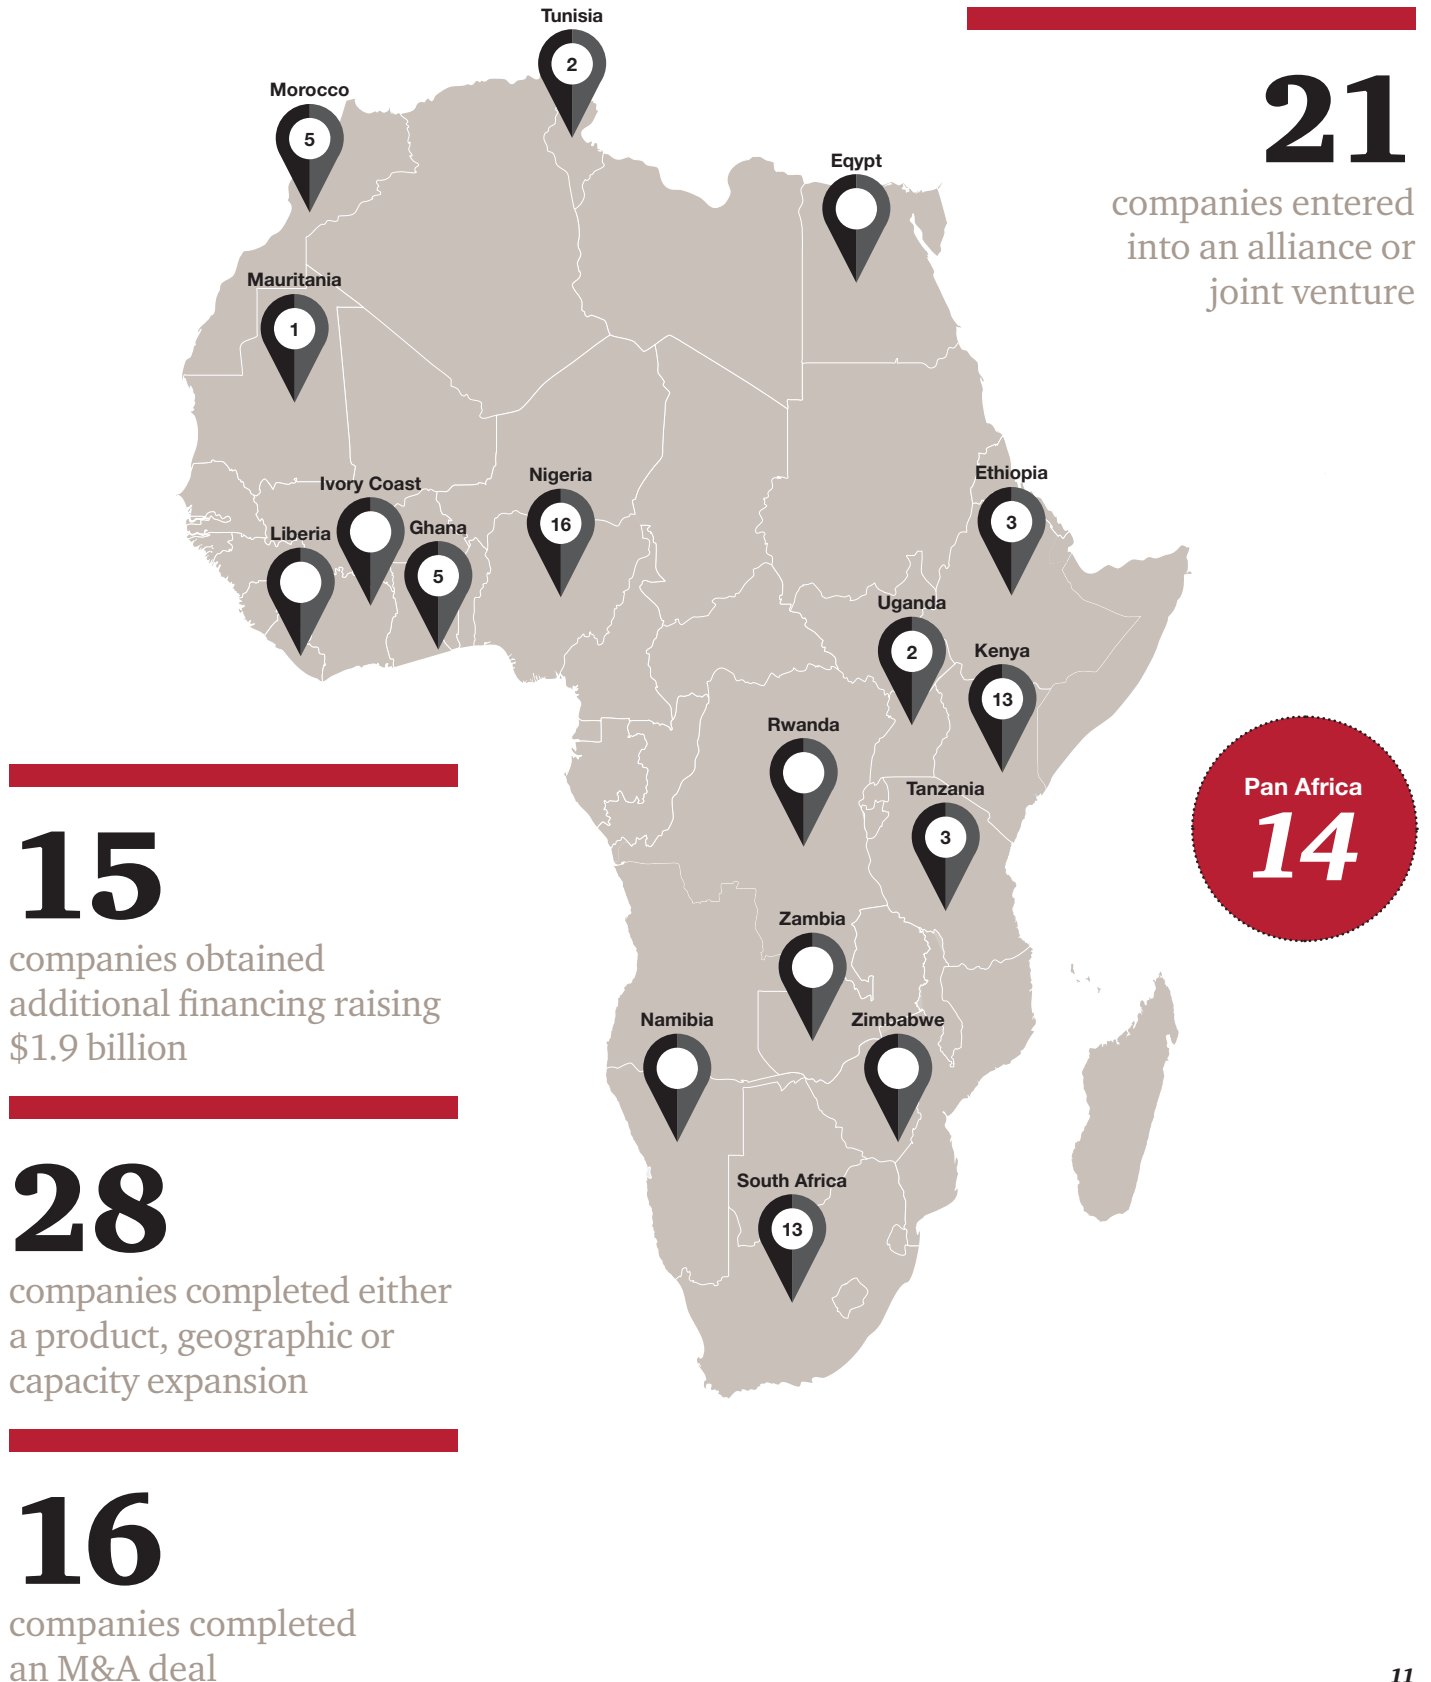 Tunisia
2
Morocco
5
Eqypt
Mauritania
1
Ivory Coast
Nigeria
16
Liberia
Ghana
5
Ethiopia
3
Uganda
2
Kenya
13
Rwanda
Tanzania
3
Zambia
Namibia
Zimbabwe
South Africa
13
21
companies entered
into an alliance or
joint venture
Pan Africa
14
15
companies obtained
additional financing raising
$1.9 billion
28
companies completed either
a product, geographic or
capacity expansion
16
companies completed
an M&A deal
11